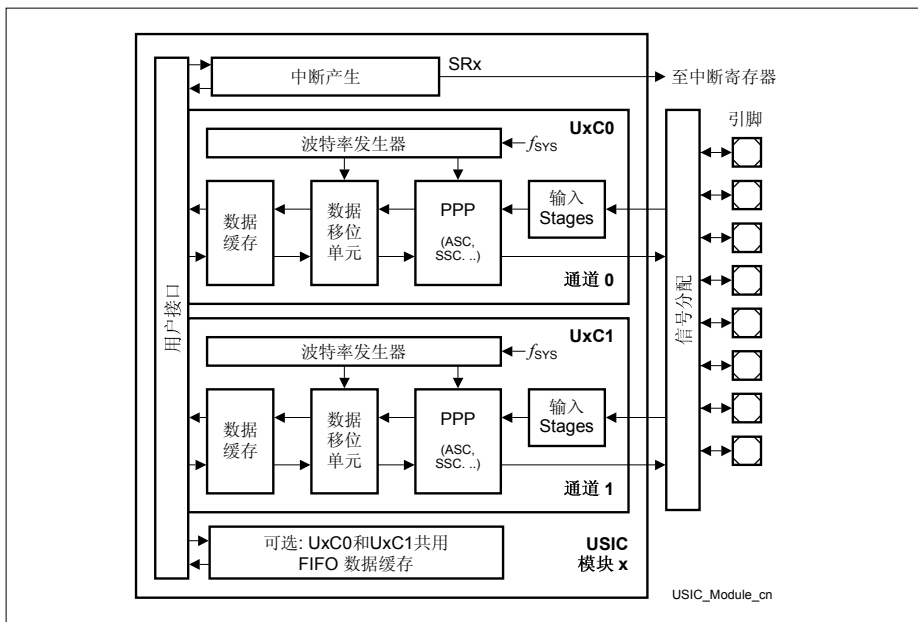 中断产生
SRx
至中断寄存器
引脚
用户接口
UxC0
波特率发生器
fSYS
数据
缓存
数据
移位
单元
PPP
(ASC,
SSC. ..)
输入
Stages
通道 0
信号分配
UxC1
波特率发生器
fSYS
数据
缓存
数据
移位
单元
PPP
(ASC,
SSC. ..)
输入
Stages
通道 1
可选: UxC0和UxC1共用
FIFO 数据缓存
USIC
模块 x
USIC_Module_cn